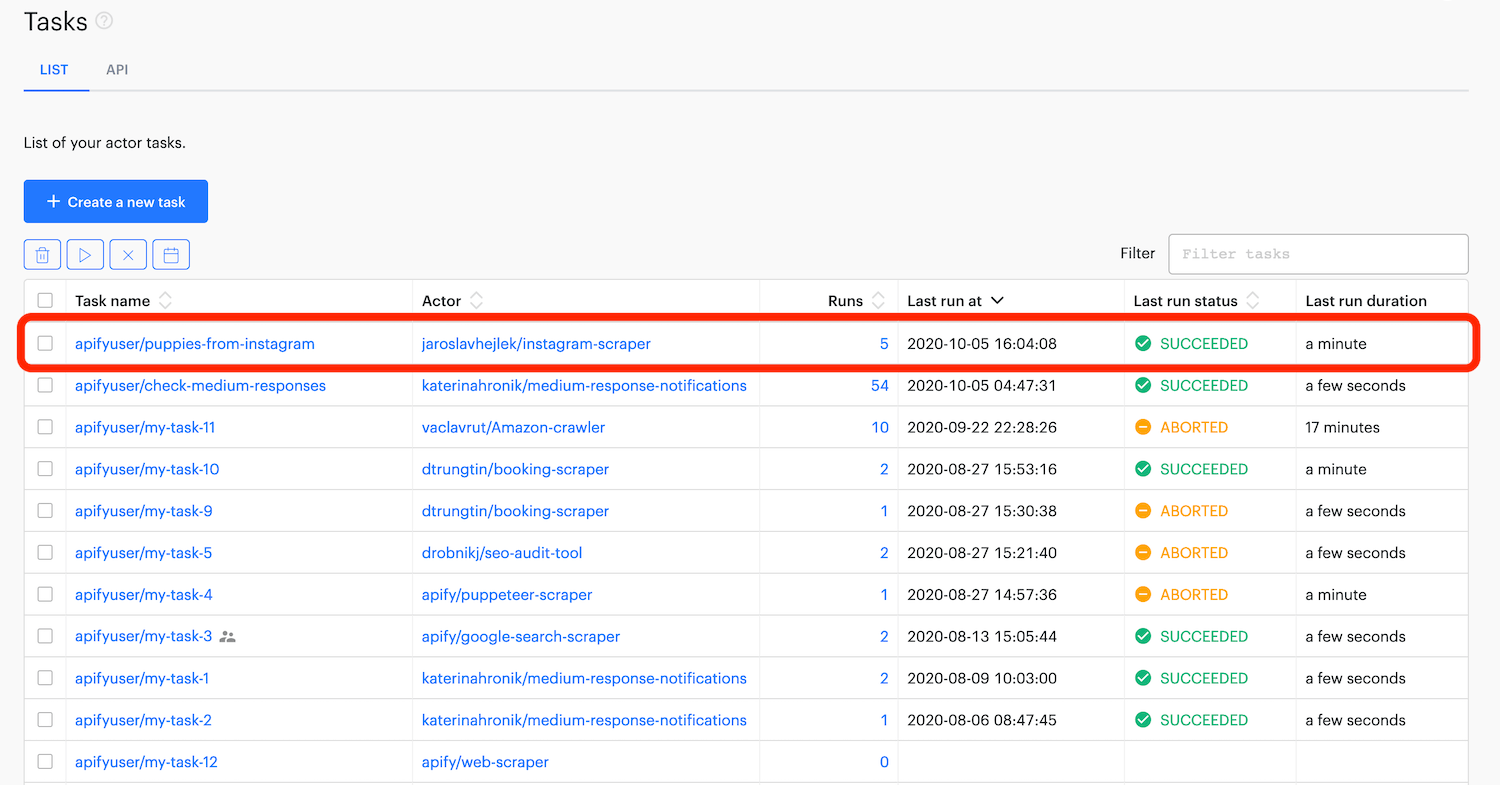 Tasks ?
LIST API
List of your actor tasks.
+ Create a new task
Filter Filter tasks
Task name Actor Runs Last run at Last run status Last run duration
apifyuser/puppies-from-instagram jaroslavhejlek/instagram-scraper 5 2020-10-05 16:04:08 SUCCEEDED a minute
apifyuser/check-medium-responses katerinahronik/medium-response-notifications 54 2020-10-05 04:47:31 SUCCEEDED a few seconds
apifyuser/my-task-11 vaclavrut/Amazon-crawler 10 2020-09-22 22:28:26 ABORTED 17 minutes
apifyuser/my-task-10 dtrungtin/booking-scraper 2 2020-08-27 15:53:16 SUCCEEDED a minute
apifyuser/my-task-9 dtrungtin/booking-scraper 1 2020-08-27 15:30:38 ABORTED a few seconds
apifyuser/my-task-5 drobnikj/seo-audit-tool 2 2020-08-27 15:21:40 ABORTED a few seconds
apifyuser/my-task-4 apify/puppeteer-scraper 1 2020-08-27 14:57:36 ABORTED a minute
apifyuser/my-task-3 apify/google-search-scraper 2 2020-08-13 15:05:44 SUCCEEDED a few seconds
apifyuser/my-task-1 katerinahronik/medium-response-notifications 2 2020-08-09 10:03:00 SUCCEEDED a few seconds
apifyuser/my-task-2 katerinahronik/medium-response-notifications 1 2020-08-06 08:47:45 SUCCEEDED a few seconds
apifyuser/my-task-12 apify/web-scraper 0